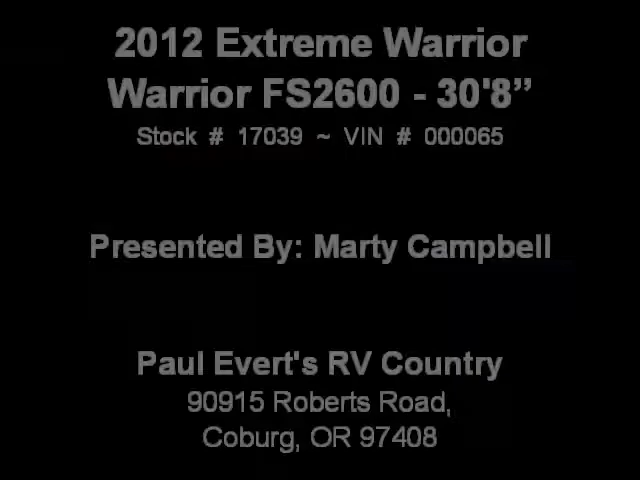 2012 Extreme Warrior
Warrior FS2600 - 30'8”
Stock # 17039 ~ VIN # 000065
Presented By: Marty Campbell
Paul Evert's RV Country
90915 Roberts Road,
Coburg, OR 97408